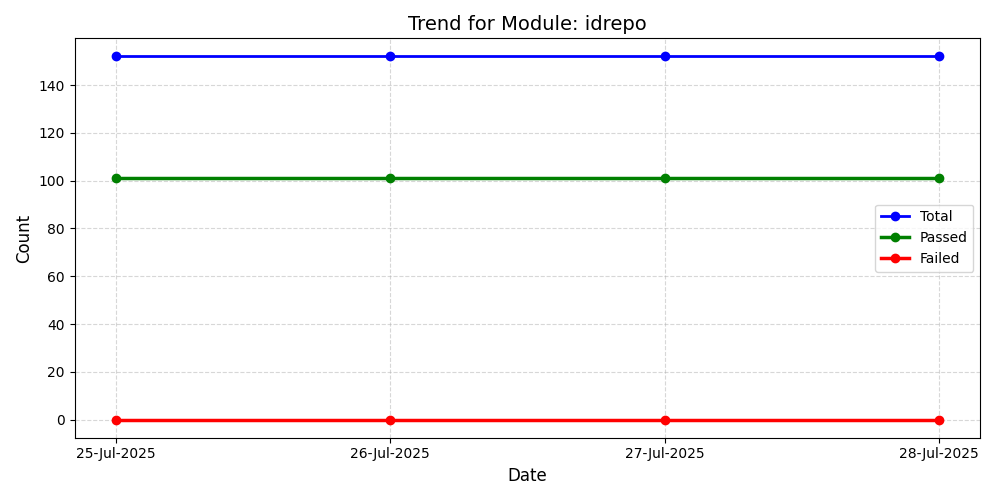 Trend for Module: idrepo
Count
140
120
100
80
60
40
20
0
Total
Passed
Failed
25-Jul-2025 26-Jul-2025 27-Jul-2025 28-Jul-2025
Date